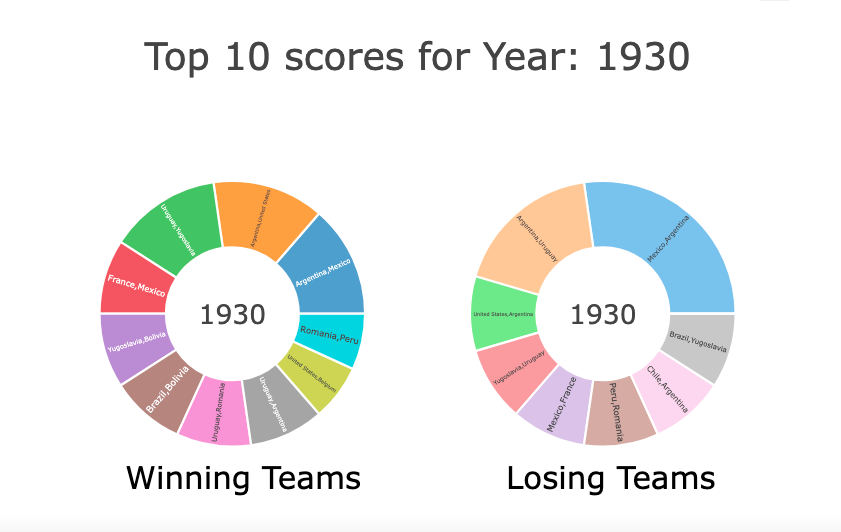 Top 10 scores for Year: 1930
Uruguay,Yugoslavia
Argentina,United States
Argentina,Mexico
France,Mexico
1930
Romania,Peru
Yugoslavia,Bolivia
United States,Belgium
Brazil,Bolivia
Uruguay,Romania
Uruguay,Argentina
Winning Teams
Argentina,Uruguay
Mexico,Argentina
United States,Argentina
1930
Brazil,Yugoslavia
Yugoslavia,Uruguay
Chile,Argentina
Mexico,France
Peru,Romania
Losing Teams